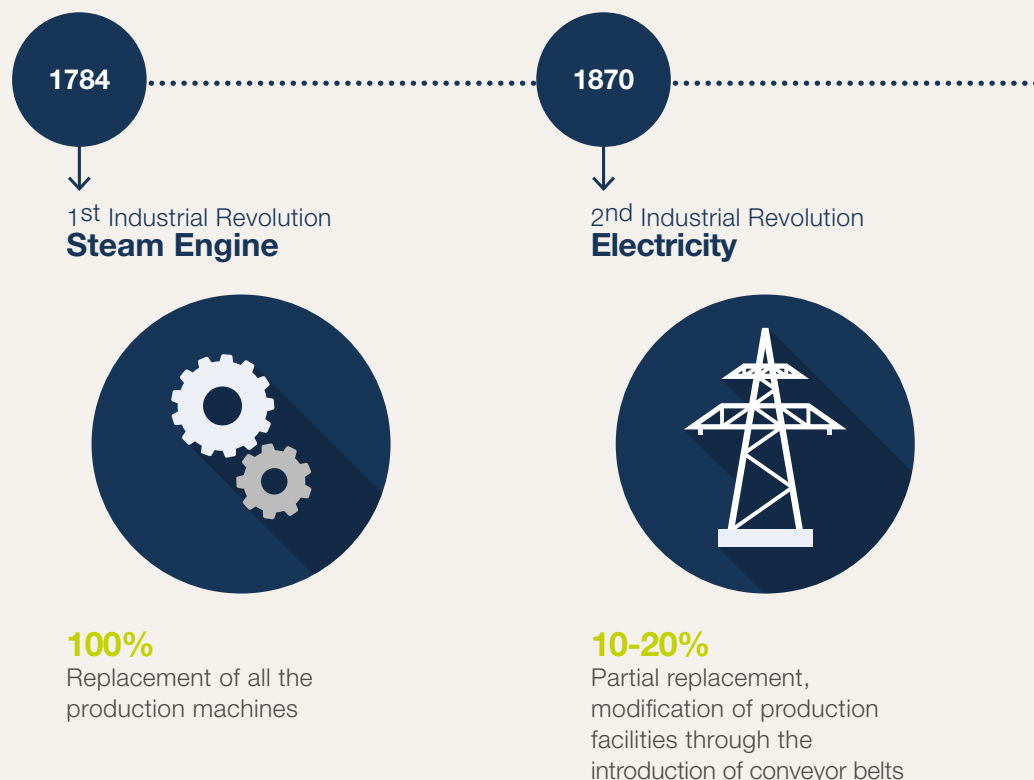 1784
1870
1st Industrial Revolution
Steam Engine
2nd Industrial Revolution
Electricity
100%
Replacement of all the
production machines
10-20%
Partial replacement,
modification of production
facilities through the
introduction of conveyor belts